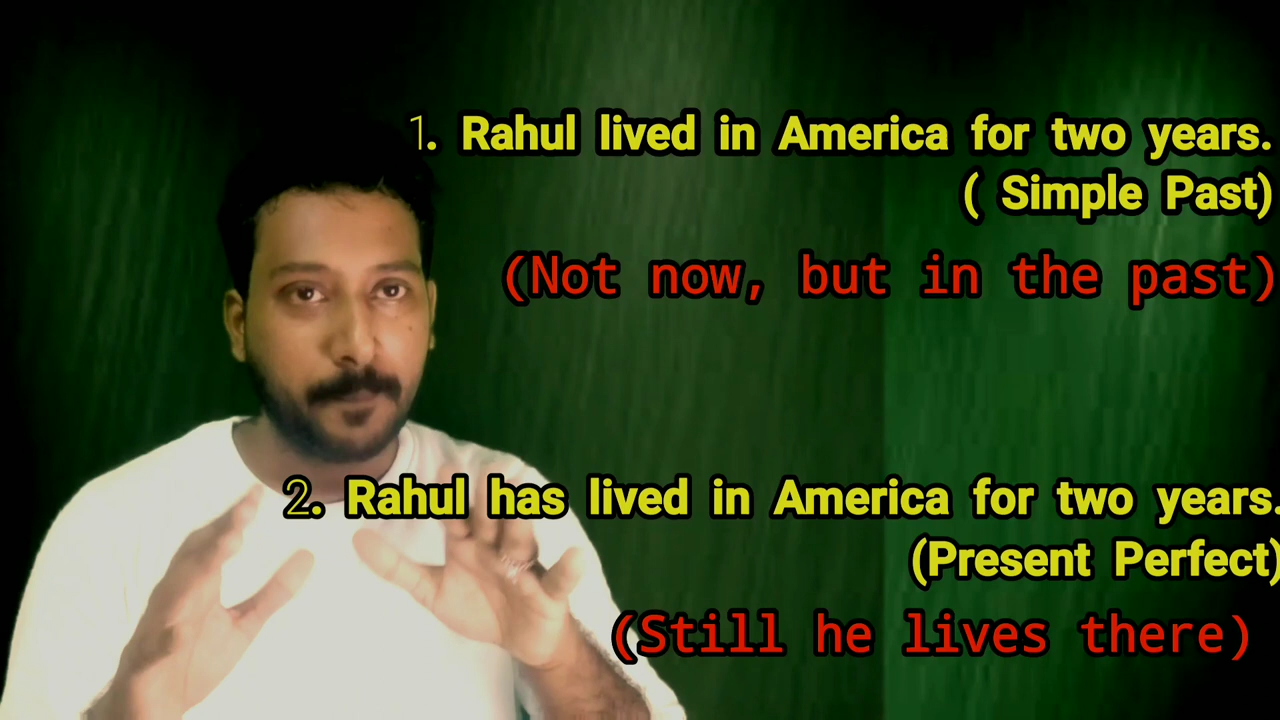 1. Rahul lived in America for two years.
( Simple Past)
(Not now, but in the past)
2. Rahul has lived in America for two years.
(Present Perfect)
(Still he lives there)